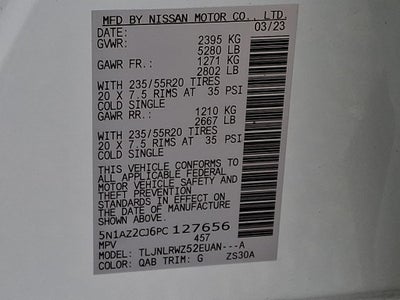 MFD BY NISSAN MOTOR CO., LTD.
DATE: 03/23
GVWR: 2395 KG
5280 LB
GAWR FR.: 1271 KG
2802 LB
WITH 235/55R20 TIRES
20 X 7.5 RIMS AT 35 PSI
COLD SINGLE
GAWR RR.: 1210 KG
2667 LB
WITH 235/55R20 TIRES
20 X 7.5 RIMS AT 35 PSI
COLD SINGLE
THIS VEHICLE CONFORMS TO
ALL APPLICABLE FEDERAL
MOTOR VEHICLE SAFETY AND
THEFT PREVENTION
STANDARDS IN EFFECT ON
THE DATE OF MANUFACTURE
SHOWN ABOVE.
5N1AZ2CJ6PC 127656
MPV 457
MODEL: TLJNLRWZ52EUAN---A
COLOR: QAB TRIM: G ZS30A